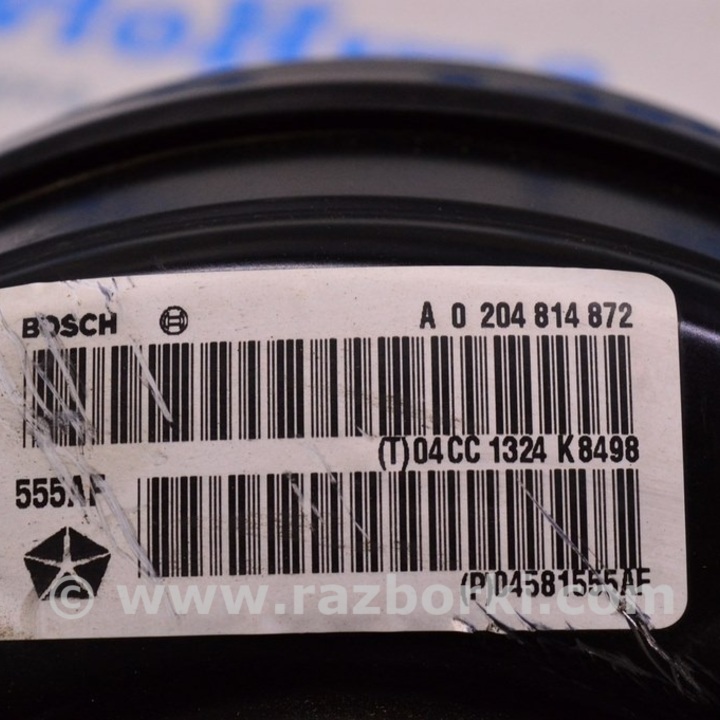 BOSCH A 0 204 814 872
(T)04CC 1324 K8498
555AF
(P)04581555AF
© www.razborki.com